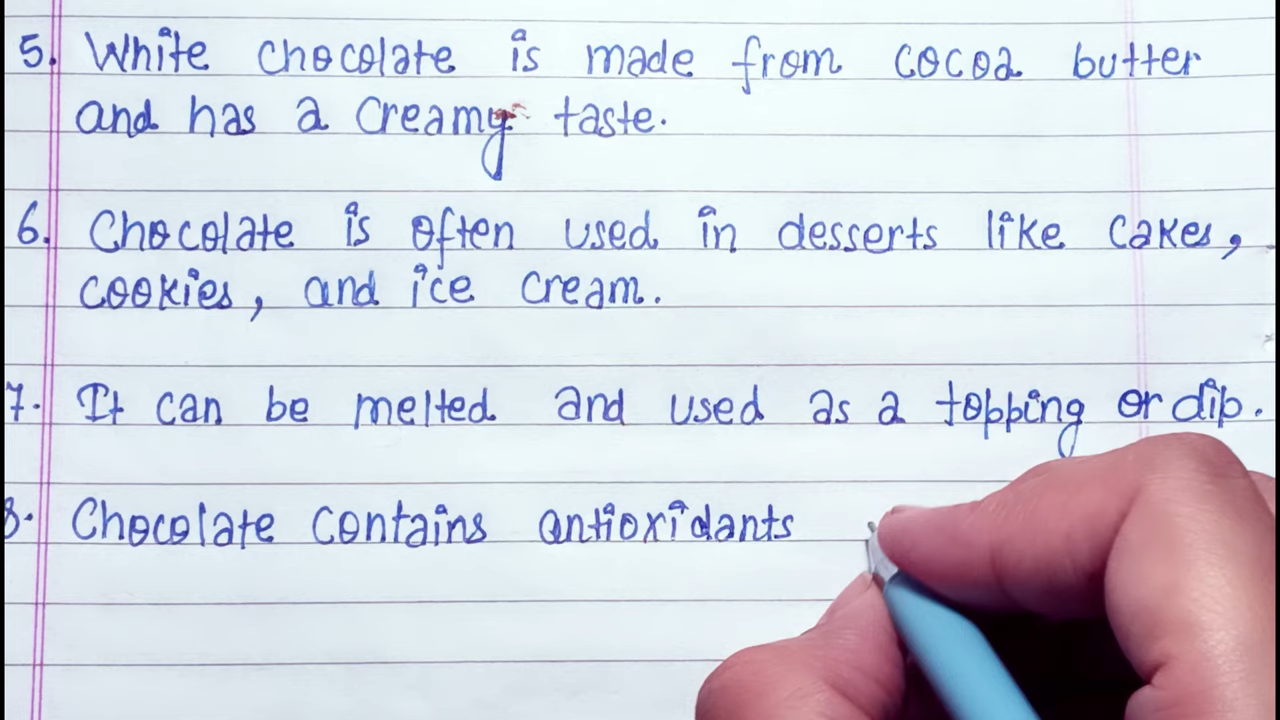 5. White chocolate is made from cocoa butter
and has a creamy taste.
6. Chocolate is often used in desserts like cakes,
cookies, and ice cream.
7. It can be melted and used as a topping or dip.
8. Chocolate contains antioxidants